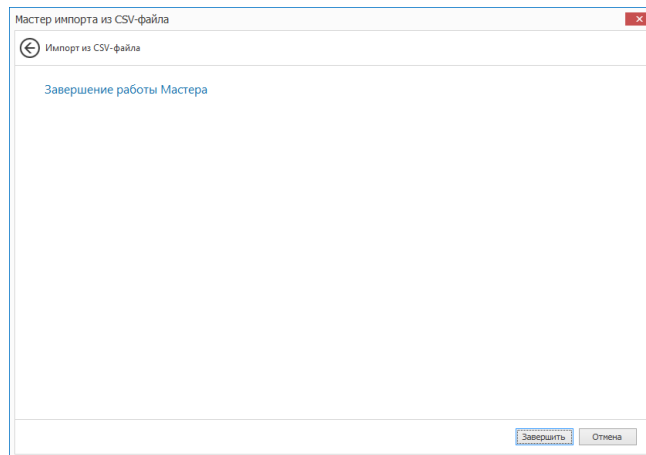 Мастер импорта из CSV-файла
Импорт из CSV-файла
Завершение работы Мастера
Завершить Отмена